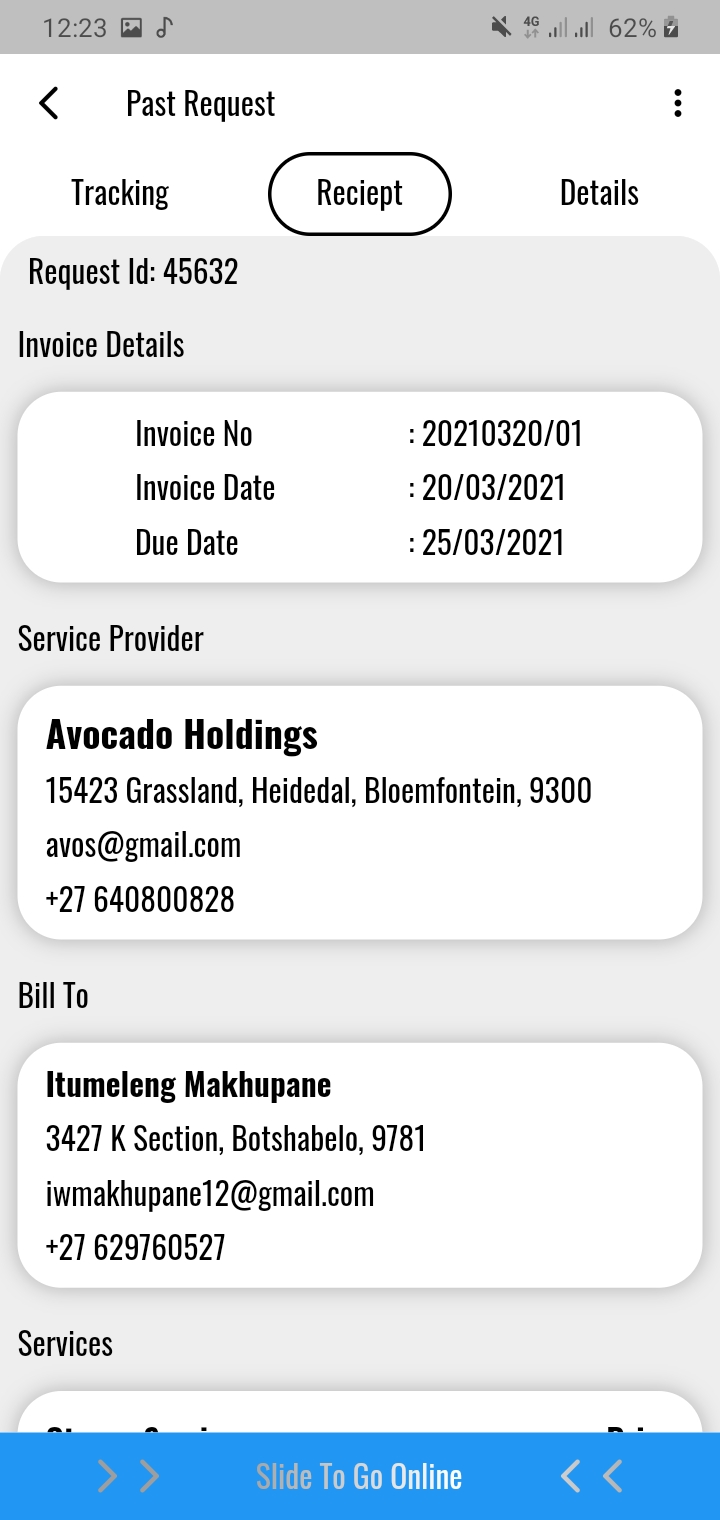 12:23 4G 62%
Past Request
Tracking Reciept Details
Request Id: 45632
Invoice Details
Invoice No : 20210320/01
Invoice Date : 20/03/2021
Due Date : 25/03/2021
Service Provider
Avocado Holdings
15423 Grassland, Heidedal, Bloemfontein, 9300
avos@gmail.com
+27 640800828
Bill To
Itumeleng Makhupane
3427 K Section, Botshabelo, 9781
iwmakhupane12@gmail.com
+27 629760527
Services
Slide To Go Online